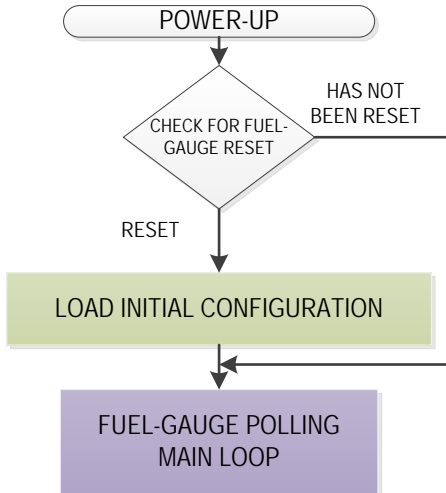 POWER-UP
HAS NOT
BEEN RESET
CHECK FOR FUEL-
GAUGE RESET
RESET
LOAD INITIAL CONFIGURATION
FUEL-GAUGE POLLING
MAIN LOOP